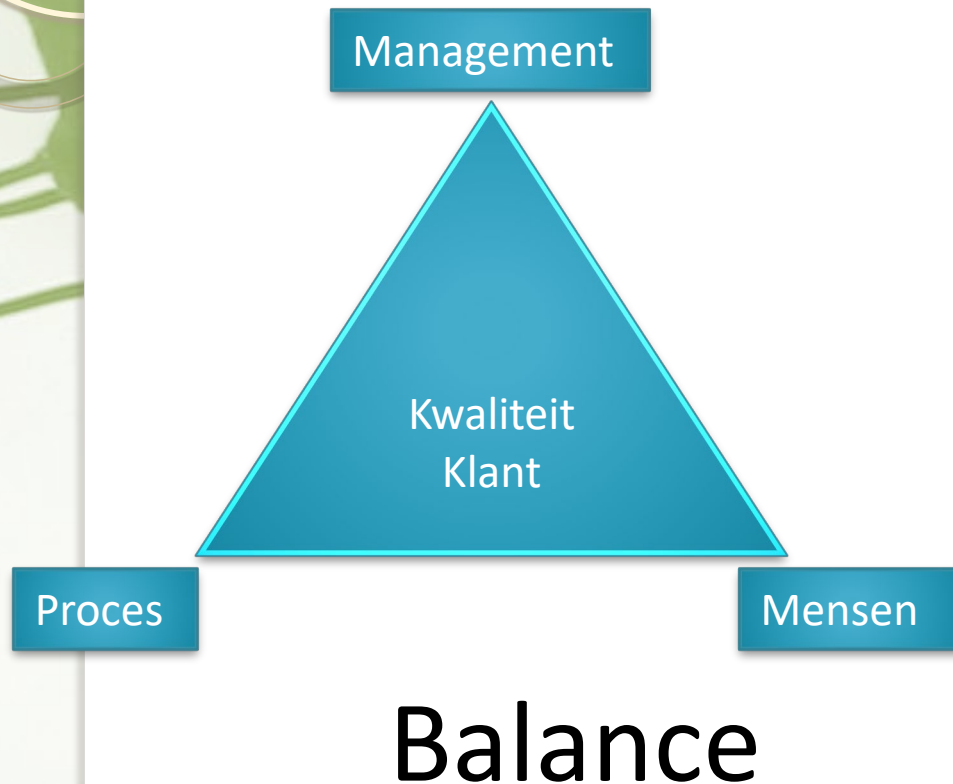 Management
Kwaliteit
Klant
Proces
Mensen
Balance